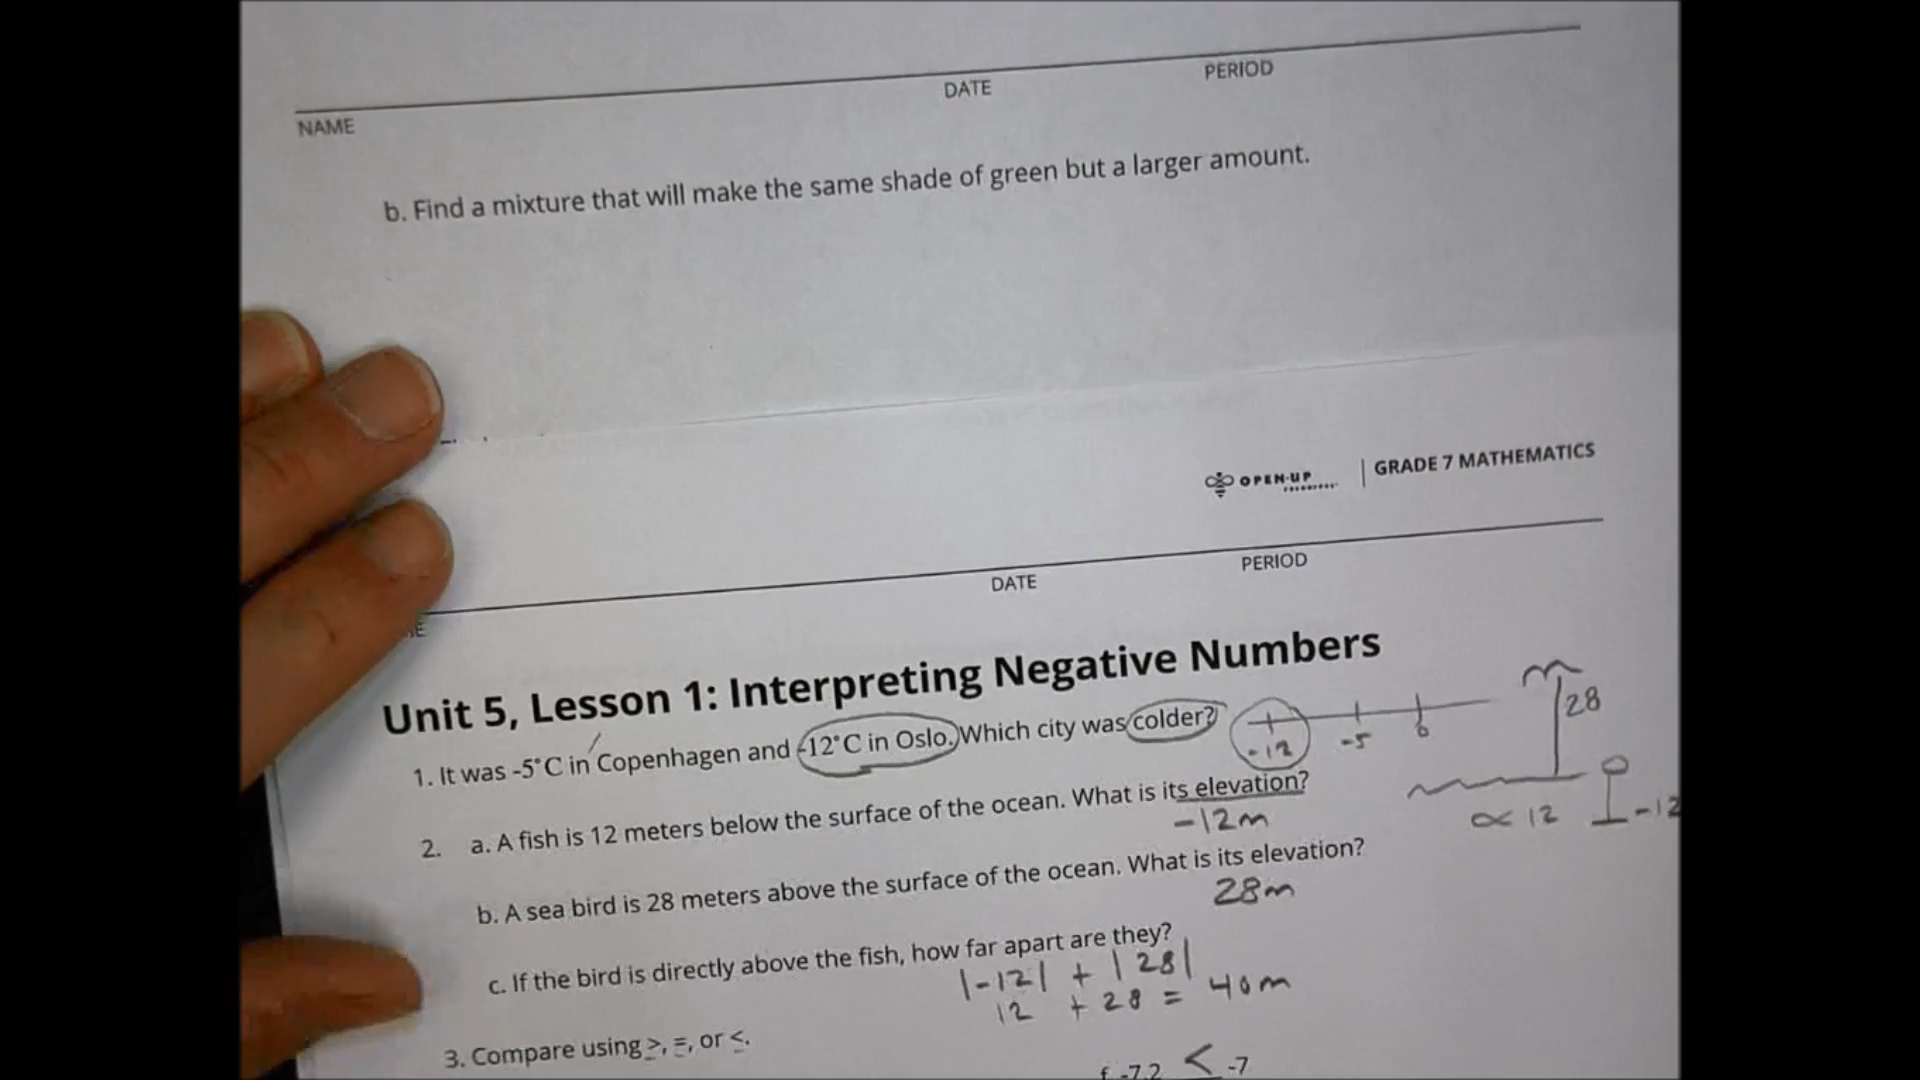 NAME DATE PERIOD
b. Find a mixture that will make the same shade of green but a larger amount.
OPEN-UP | GRADE 7 MATHEMATICS
DATE PERIOD
Unit 5, Lesson 1: Interpreting Negative Numbers
1. It was -5°C in Copenhagen and -12°C in Oslo. Which city was colder?
-12 -5 0
28
2. a. A fish is 12 meters below the surface of the ocean. What is its elevation?
-12m
12 -12
b. A sea bird is 28 meters above the surface of the ocean. What is its elevation?
28m
c. If the bird is directly above the fish, how far apart are they?
|-12| + |28|
12 + 28 = 40m
3. Compare using >, =, or <.
f. -7.2 < -7